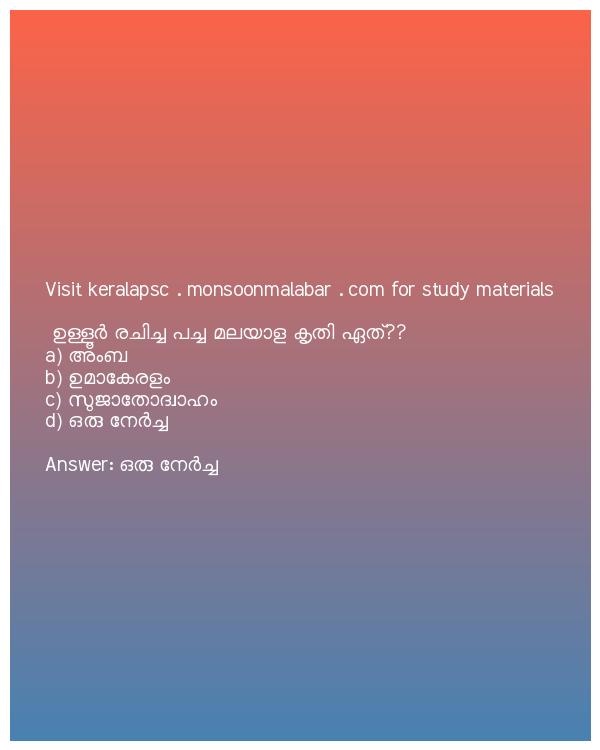 Visit keralapsc . monsoonmalabar . com for study materials
ഉള്ളൂർ രചിച്ച പച്ച മലയാള കൃതി ഏത്??
a) അംബ
b) ഉമാകേരളം
c) സുജാതോദ്വാഹം
d) ഒരു നേർച്ച
Answer: ഒരു നേർച്ച